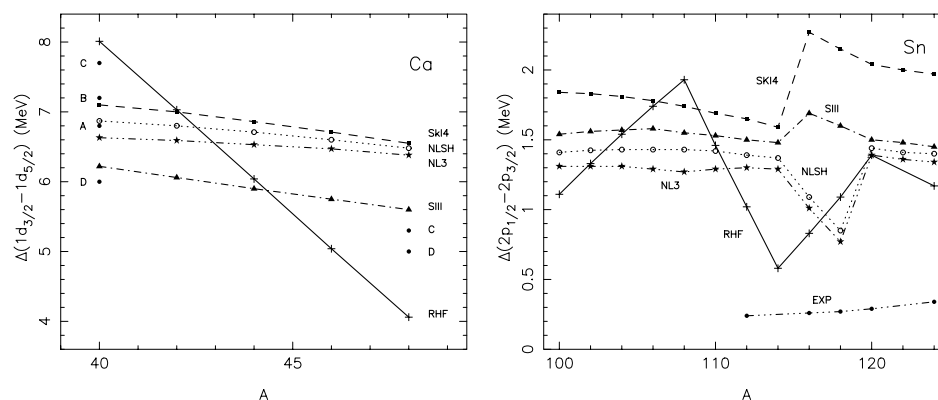 Δ(1d3/2−1d5/2) (MeV)
8
7
6
5
4
Ca
C
B
A
D
SkI4
NLSH
NL3
SIII
C
D
RHF
40
45
50
A
Δ(2p1/2−2p3/2) (MeV)
2
1.5
1
0.5
0
Sn
SKI4
SIII
NLSH
NL3
RHF
EXP
100
110
120
A